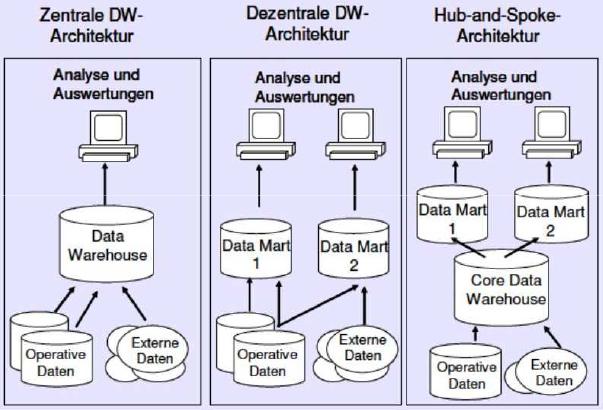 Zentrale DW-
Architektur
Analyse und
Auswertungen
Data
Warehouse
Operative
Daten
Externe
Daten
Dezentrale DW-
Architektur
Analyse und
Auswertungen
Data Mart
1
Data Mart
2
Operative
Daten
Externe
Daten
Hub-and-Spoke-
Architektur
Analyse und
Auswertungen
Data Mart
1
Data Mart
2
Core Data
Warehouse
Operative
Daten
Externe
Daten